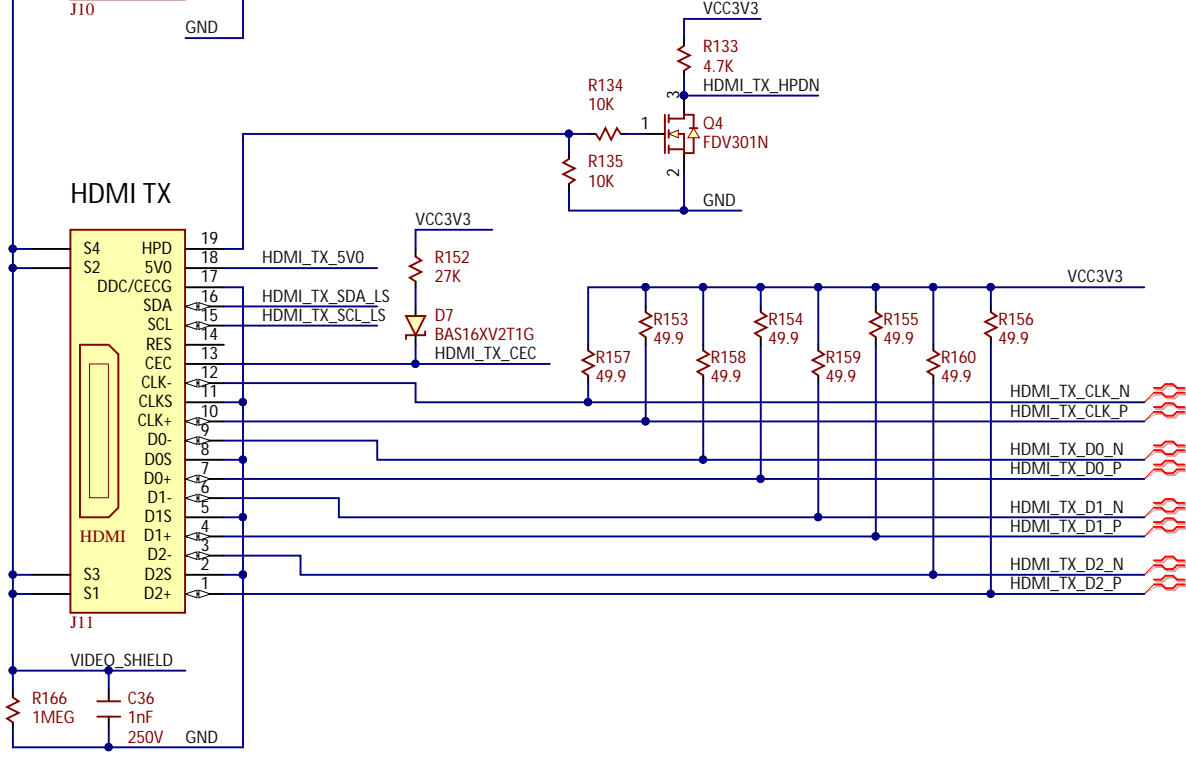 J10
GND
VCC3V3
R133
4.7K
HDMI_TX_HPDN
3
R134
10K
1
Q4
FDV301N
R135
10K
2
GND
HDMI TX
S4 HPD 19
S2 5V0 18 HDMI_TX_5V0
DDC/CECG 17
SDA 16 HDMI_TX_SDA_LS
SCL 15 HDMI_TX_SCL_LS
RES 14
CEC 13 HDMI_TX_CEC
CLK- 12
CLKS 11
CLK+ 10
D0- 9
D0S 8
D0+ 7
D1- 6
D1S 5
D1+ 4
D2- 3
S3 D2S 2
S1 D2+ 1
HDMI
J11
VCC3V3
R152
27K
D7
BAS16XV2T1G
VCC3V3
R153
49.9
R154
49.9
R155
49.9
R156
49.9
R157
49.9
R158
49.9
R159
49.9
R160
49.9
HDMI_TX_CLK_N
HDMI_TX_CLK_P
HDMI_TX_D0_N
HDMI_TX_D0_P
HDMI_TX_D1_N
HDMI_TX_D1_P
HDMI_TX_D2_N
HDMI_TX_D2_P
VIDEO_SHIELD
R166
1MEG
C36
1nF
250V
GND